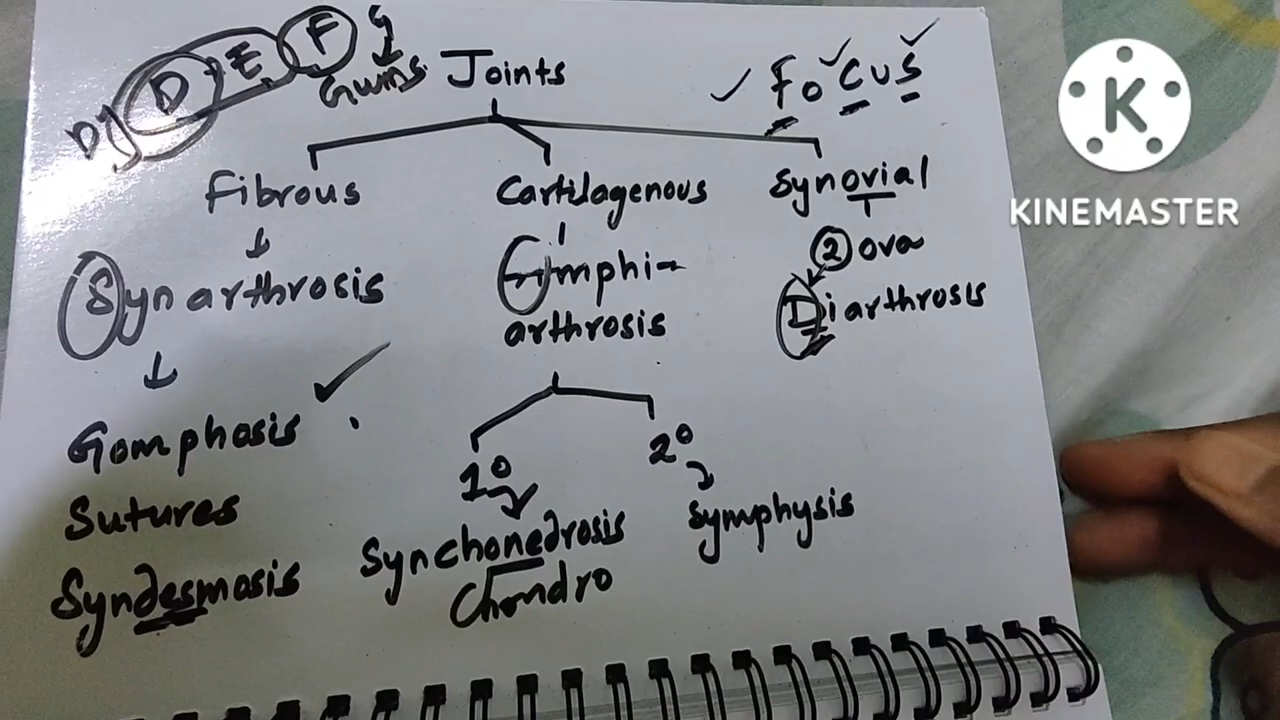 D E F G
Gums
Joints
FOCUS
K
KINEMASTER
Fibrous
Cartilagenous
Synovial
2 ova
Synarthrosis
mphi-
arthrosis
Diarthrosis
Gomphosis
Sutures
Syndesmosis
1°
2°
Synchonedrosis
Chondro
Symphysis